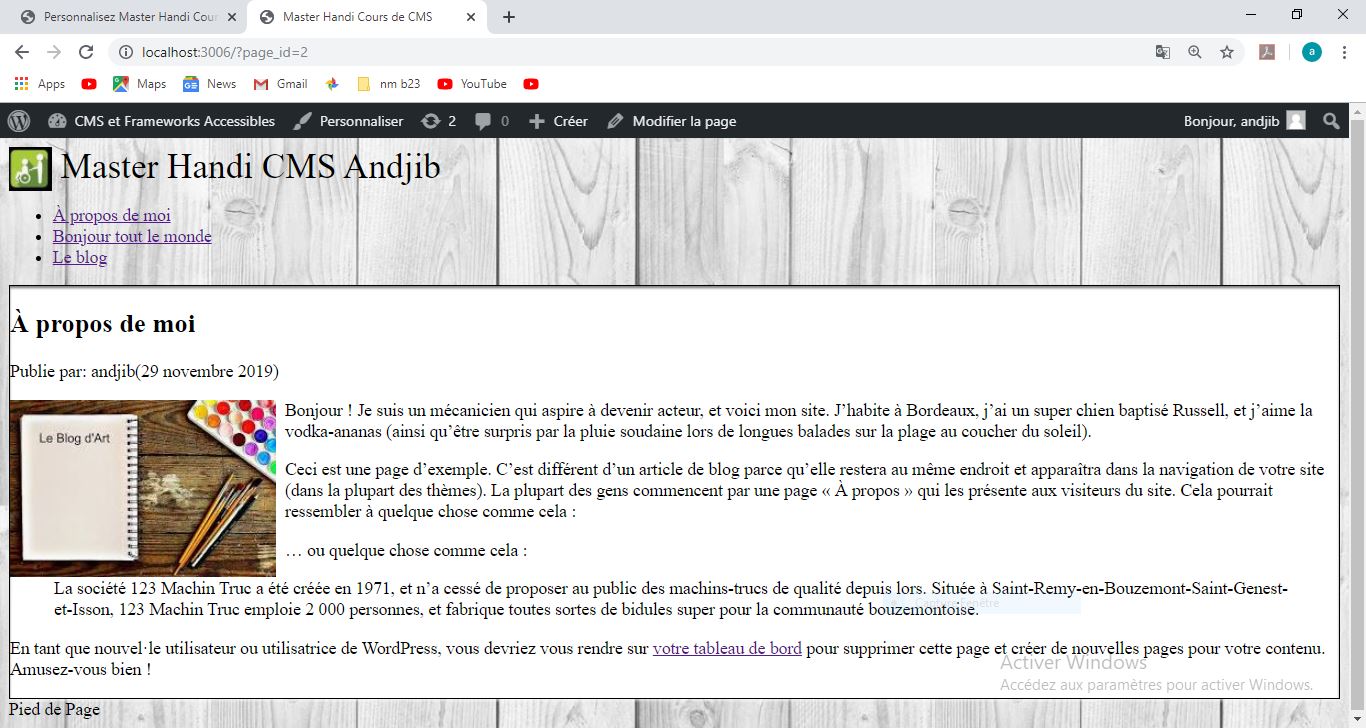 Personnalisez Master Handi Cour
Master Handi Cours de CMS
localhost:3006/?page_id=2
Apps
Maps
News
Gmail
nm b23
YouTube
a
CMS et Frameworks Accessibles
2
0
Créer
Personnaliser
Modifier la page
Bonjour, andjib
Master Handi CMS Andjib
À propos de moi
Bonjour tout le monde
Le blog
À propos de moi
Publie par: andjib(29 novembre 2019)
Le Blog d'Art
Bonjour ! Je suis un mécanicien qui aspire à devenir acteur, et voici mon site. J’habite à Bordeaux, j’ai un super chien baptisé Russell, et j’aime la
vodka-ananas (ainsi qu’être surpris par la pluie soudaine lors de longues balades sur la plage au coucher du soleil).
Ceci est une page d’exemple. C’est différent d’un article de blog parce qu’elle restera au même endroit et apparaîtra dans la navigation de votre site
(dans la plupart des thèmes). La plupart des gens commencent par une page « À propos » qui les présente aux visiteurs du site. Cela pourrait
ressembler à quelque chose comme cela :
… ou quelque chose comme cela :
La société 123 Machin Truc a été créée en 1971, et n’a cessé de proposer au public des machins-trucs de qualité depuis lors. Située à Saint-Remy-en-Bouzemont-Saint-Genest-
et-Isson, 123 Machin Truc emploie 2 000 personnes, et fabrique toutes sortes de bidules super pour la communauté bouzemontoise.
En tant que nouvel·le utilisateur ou utilisatrice de WordPress, vous devriez vous rendre sur votre tableau de bord pour supprimer cette page et créer de nouvelles pages pour votre contenu.
Amusez-vous bien !
Activer Windows
Accédez aux paramètres pour activer Windows.
Pied de Page